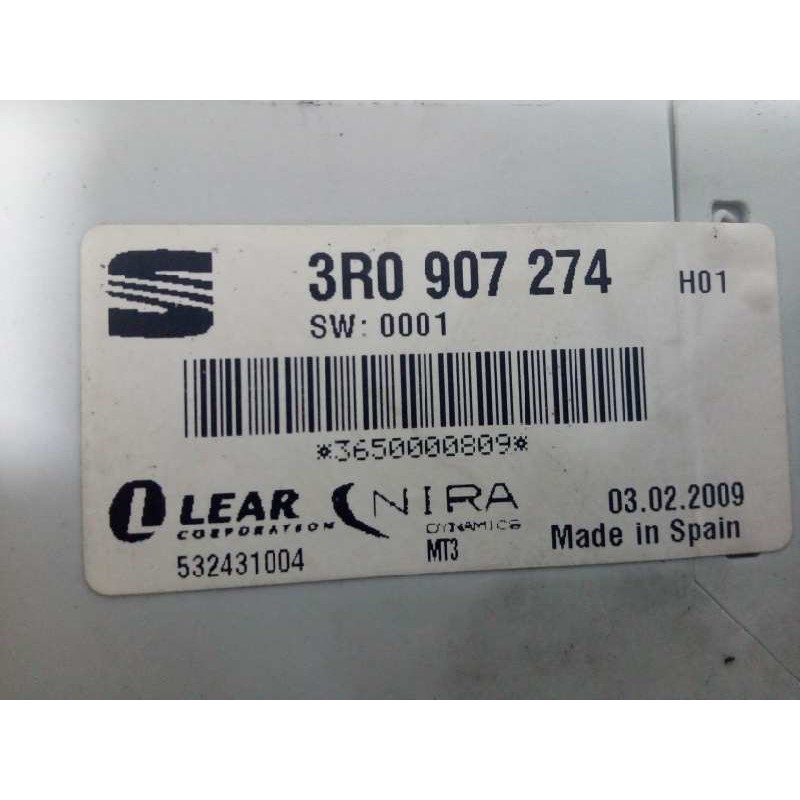 3R0 907 274 H01
SW: 0001
*3650000809*
LEAR CORPORATION
NIRA DYNAMICS
03.02.2009
532431004
MT3
Made in Spain